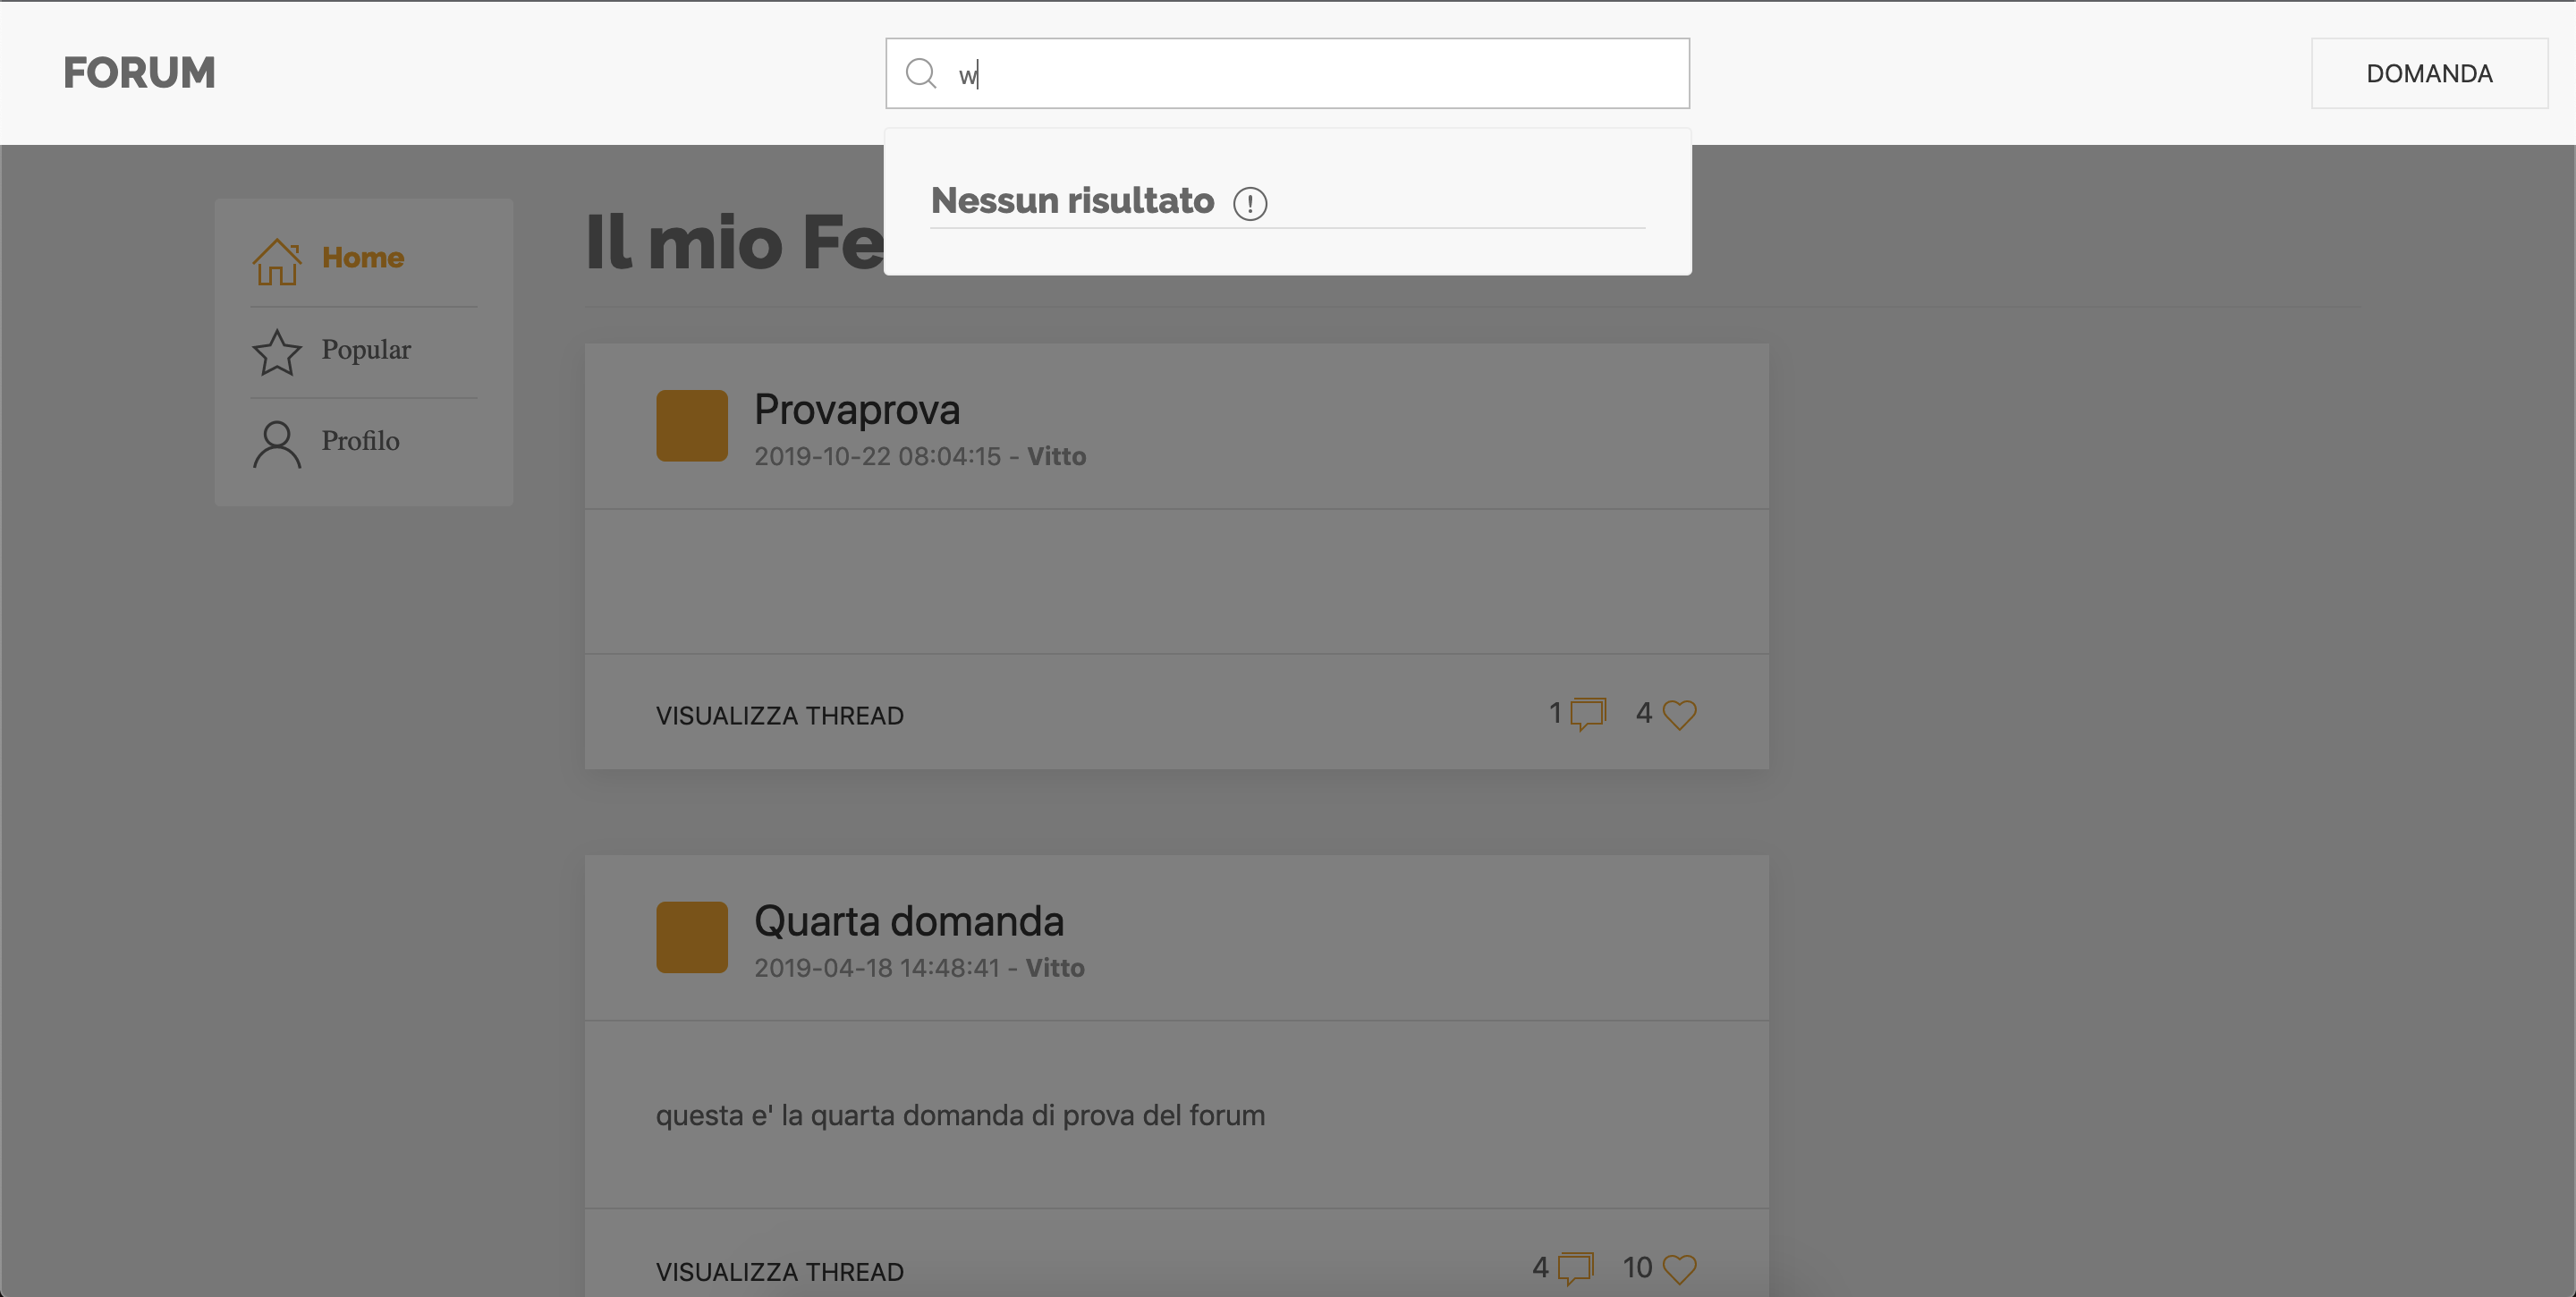 FORUM
w
DOMANDA
Nessun risultato
Il mio Fe
Home
Popular
Profilo
Provaprova
2019-10-22 08:04:15 - Vitto
VISUALIZZA THREAD
1
4
Quarta domanda
2019-04-18 14:48:41 - Vitto
questa e' la quarta domanda di prova del forum
VISUALIZZA THREAD
4
10